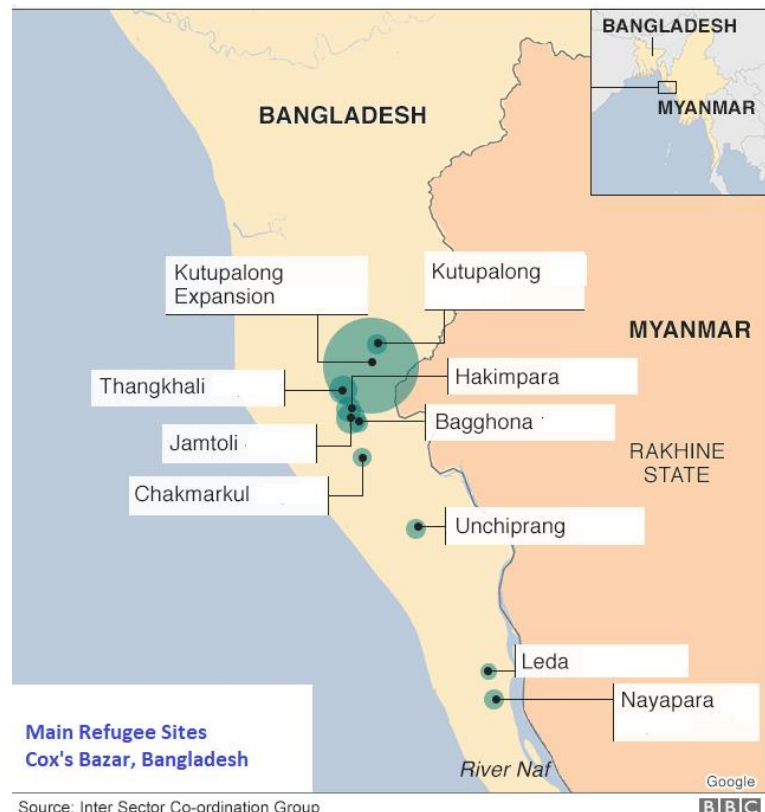 BANGLADESH
MYANMAR
BANGLADESH
Kutupalong
Expansion
Kutupalong
MYANMAR
Hakimpara
Thangkhali
Bagghona
Jamtoli
RAKHINE
STATE
Chakmarkul
Unchiprang
Leda
Nayapara
Main Refugee Sites
Cox's Bazar, Bangladesh
River Naf
Google
Source: Inter Sector Co-ordination Group
BBC